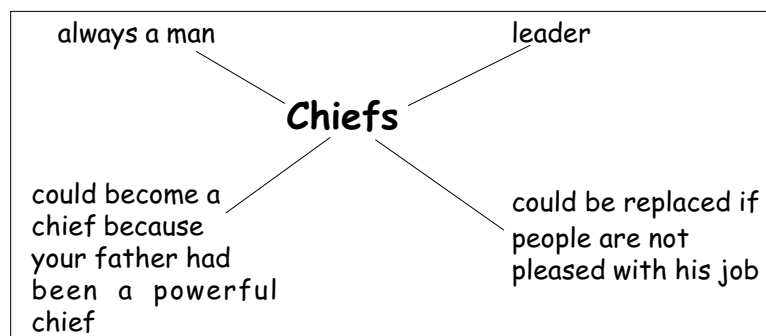 always a man
leader
Chiefs
could become a
chief because
your father had
been a powerful
chief
could be replaced if
people are not
pleased with his job